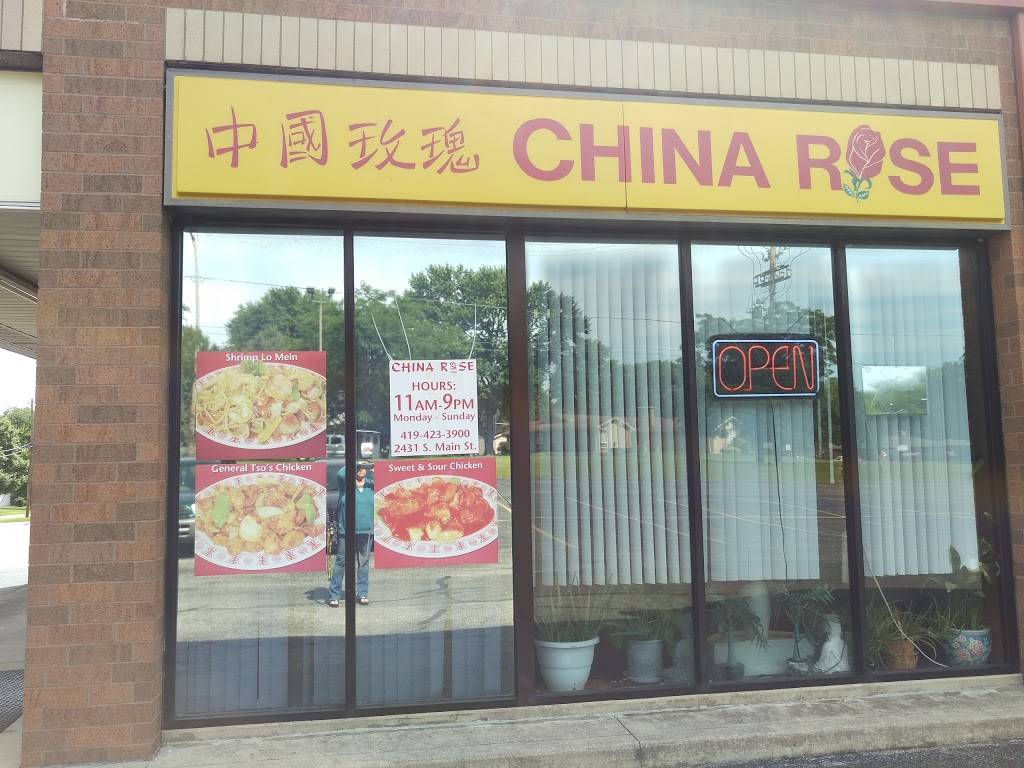 中國玫瑰 CHINA ROSE
Shrimp Lo Mein
CHINA ROSE
HOURS:
11AM-9PM
Monday - Sunday
419-423-3900
2431 S. Main St.
OPEN
General Tso's Chicken
Sweet & Sour Chicken